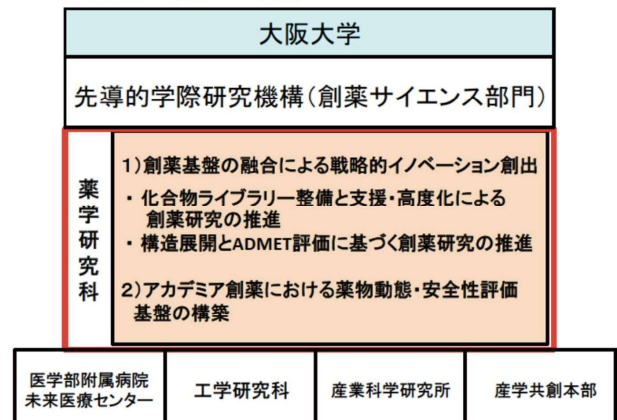 大阪大学
先導的学際研究機構(創薬サイエンス部門)
薬学研究科
1)創薬基盤の融合による戦略的イノベーション創出
・化合物ライブラリー整備と支援・高度化による
創薬研究の推進
・構造展開とADMET評価に基づく創薬研究の推進
2)アカデミア創薬における薬物動態・安全性評価
基盤の構築
医学部附属病院
未来医療センター
工学研究科
産業科学研究所
産学共創本部